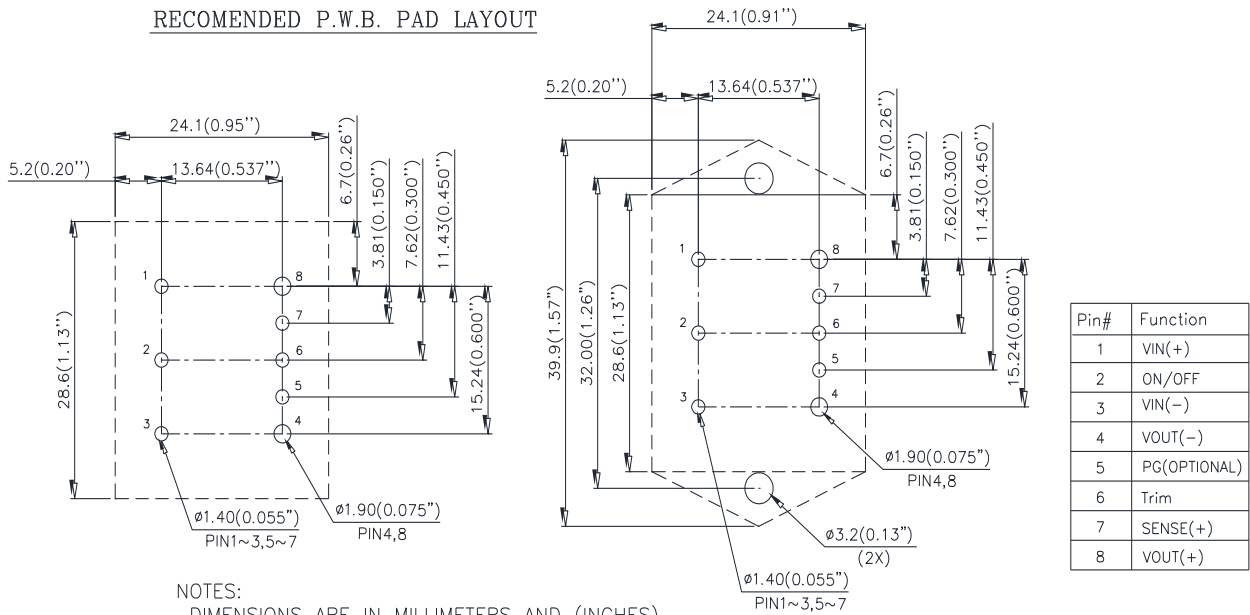 RECOMENDED P.W.B. PAD LAYOUT
24.1(0.95'')
5.2(0.20'')
13.64(0.537'')
6.7(0.26'')
3.81(0.150'')
7.62(0.300'')
11.43(0.450'')
15.24(0.600'')
28.6(1.13'')
1
2
3
8
7
6
5
4
ø1.40(0.055")
PIN1~3,5~7
ø1.90(0.075")
PIN4,8
24.1(0.91'')
5.2(0.20'')
13.64(0.537'')
6.7(0.26'')
3.81(0.150'')
7.62(0.300'')
11.43(0.450'')
15.24(0.600'')
39.9(1.57'')
32.00(1.26'')
28.6(1.13'')
1
2
3
8
7
6
5
4
ø1.90(0.075")
PIN4,8
ø3.2(0.13")
(2X)
ø1.40(0.055")
PIN1~3,5~7
Pin# Function
1 VIN(+)
2 ON/OFF
3 VIN(-)
4 VOUT(-)
5 PG(OPTIONAL)
6 Trim
7 SENSE(+)
8 VOUT(+)
NOTES:
DIMENSIONS ARE IN MILLIMETERS AND (INCHES)